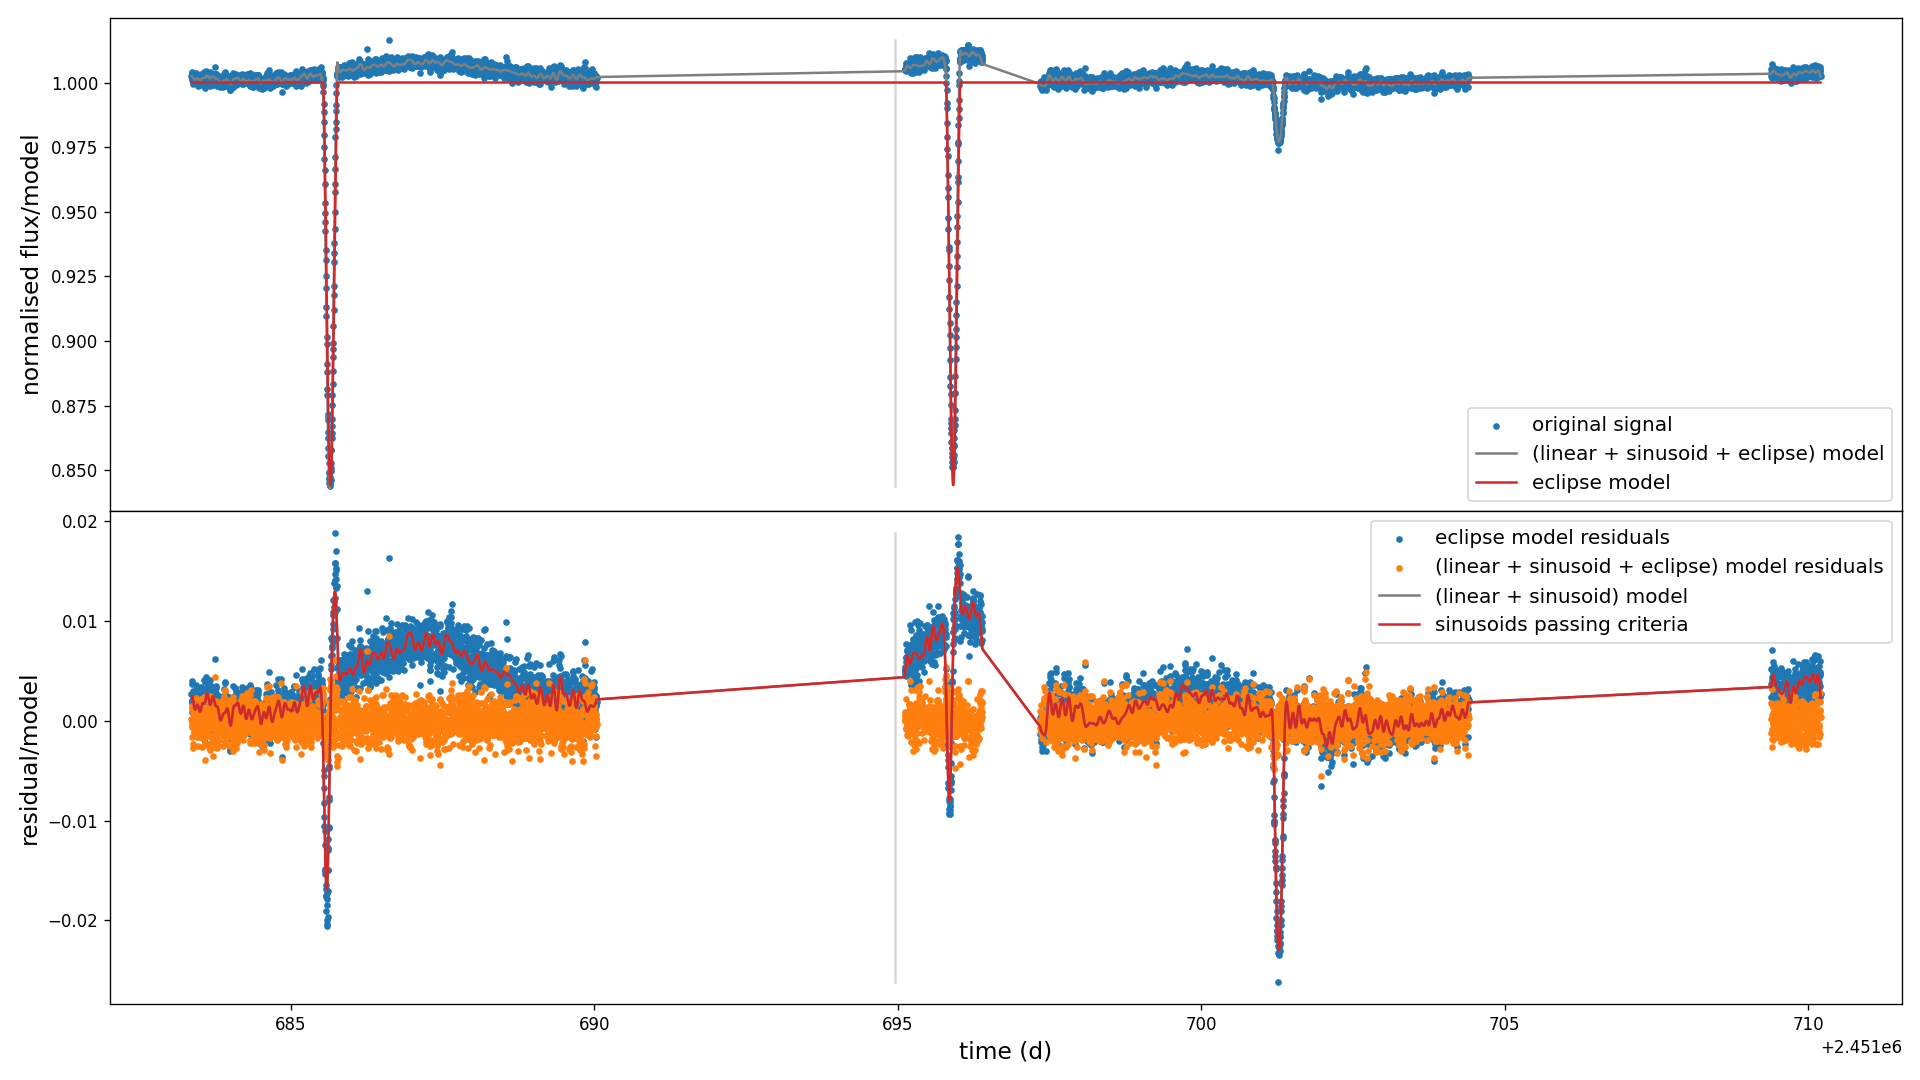 normalised flux/model
1.000
0.975
0.950
0.925
0.900
0.875
0.850
original signal
(linear + sinusoid + eclipse) model
eclipse model
residual/model
0.02
0.01
0.00
−0.01
−0.02
eclipse model residuals
(linear + sinusoid + eclipse) model residuals
(linear + sinusoid) model
sinusoids passing criteria
685 690 695 700 705 710
+2.451e6
time (d)